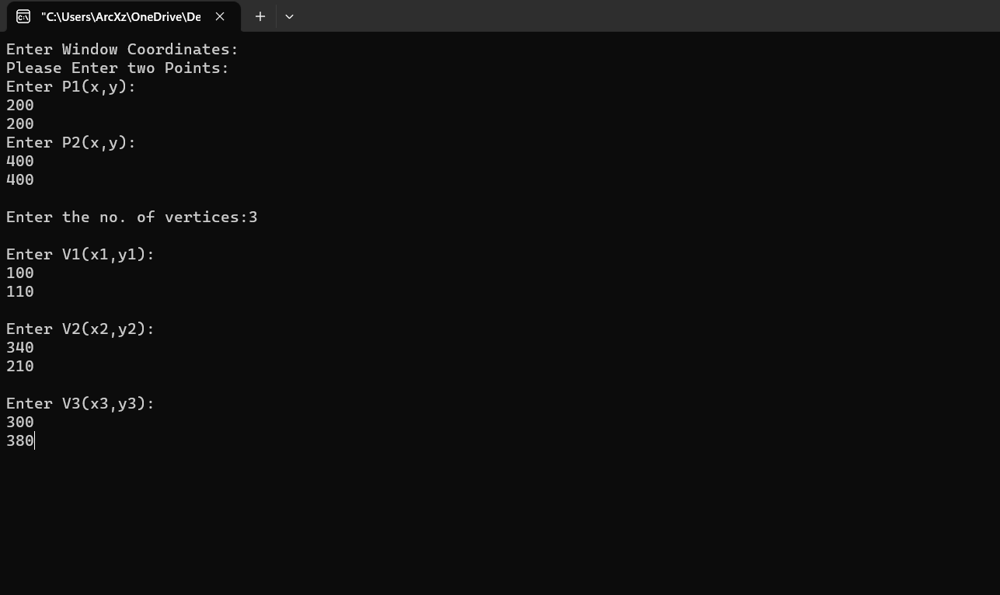 "C:\Users\ArcXz\OneDrive\De
Enter Window Coordinates:
Please Enter two Points:
Enter P1(x,y):
200
200
Enter P2(x,y):
400
400
Enter the no. of vertices:3
Enter V1(x1,y1):
100
110
Enter V2(x2,y2):
340
210
Enter V3(x3,y3):
300
380